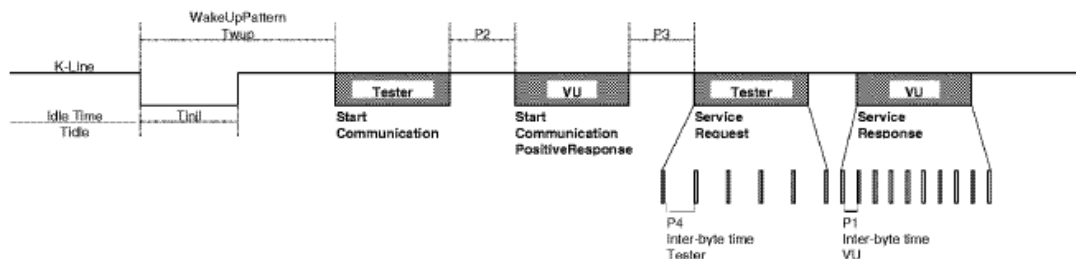 WakeUpPattern
Twup
P2
P3
K-Line
Tester
VU
Tester
VU
Idle Time
Tidle
Tinil
Start
Communication
Start
Communication
PositiveResponse
Service
Request
Service
Response
P4
Inter-byte time
Tester
P1
Inter-byte time
VU